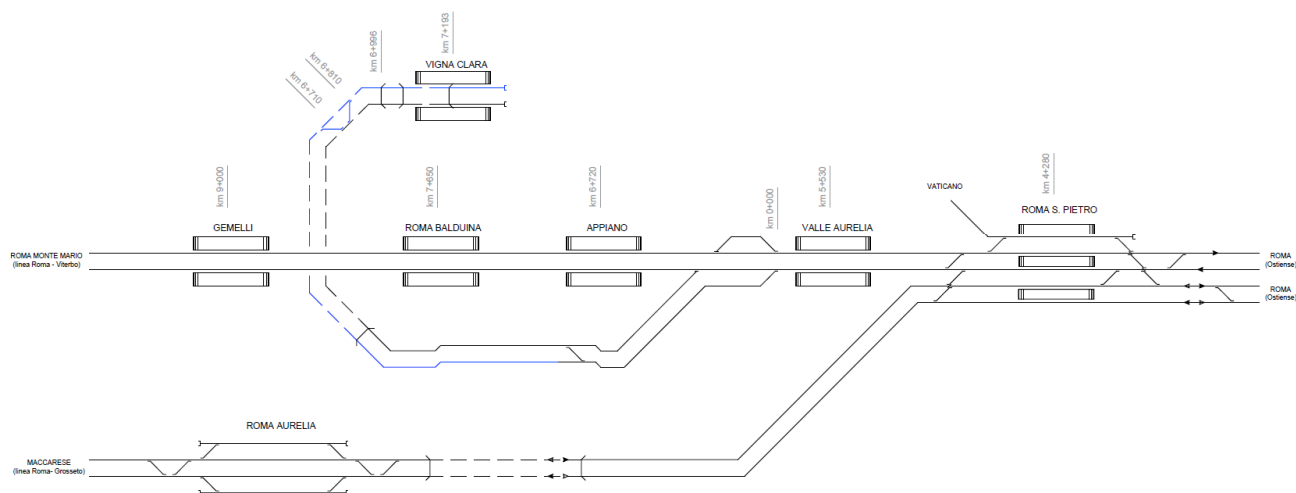 km 7+193
km 6+996
km 6+810
km 6+710
VIGNA CLARA
km 9+000
km 7+650
km 6+720
km 0+000
km 5+530
km 4+280
VATICANO
GEMELLI
ROMA BALDUINA
APPIANO
VALLE AURELIA
ROMA S. PIETRO
ROMA MONTE MARIO
(linea Roma - Viterbo)
ROMA
(Ostiense)
ROMA
(Ostiense)
ROMA AURELIA
MACCARESE
(linea Roma- Grosseto)